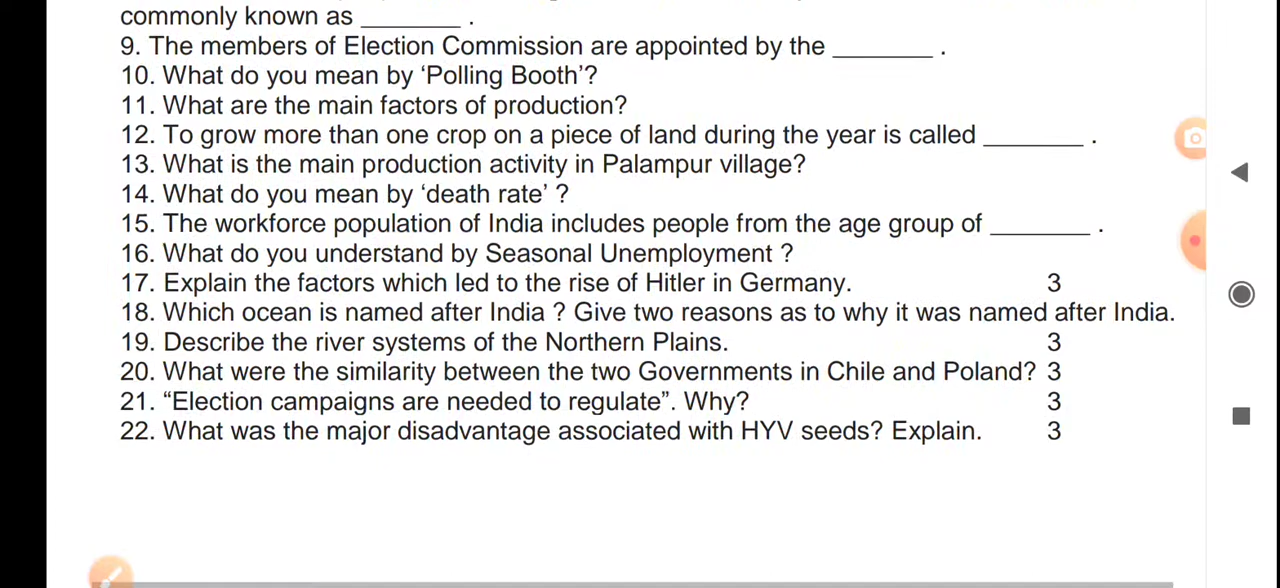 commonly known as _______ .
9. The members of Election Commission are appointed by the _______ .
10. What do you mean by ‘Polling Booth’?
11. What are the main factors of production?
12. To grow more than one crop on a piece of land during the year is called _______ .
13. What is the main production activity in Palampur village?
14. What do you mean by ‘death rate’ ?
15. The workforce population of India includes people from the age group of _______ .
16. What do you understand by Seasonal Unemployment ?
17. Explain the factors which led to the rise of Hitler in Germany. 3
18. Which ocean is named after India ? Give two reasons as to why it was named after India.
19. Describe the river systems of the Northern Plains. 3
20. What were the similarity between the two Governments in Chile and Poland? 3
21. “Election campaigns are needed to regulate”. Why? 3
22. What was the major disadvantage associated with HYV seeds? Explain. 3